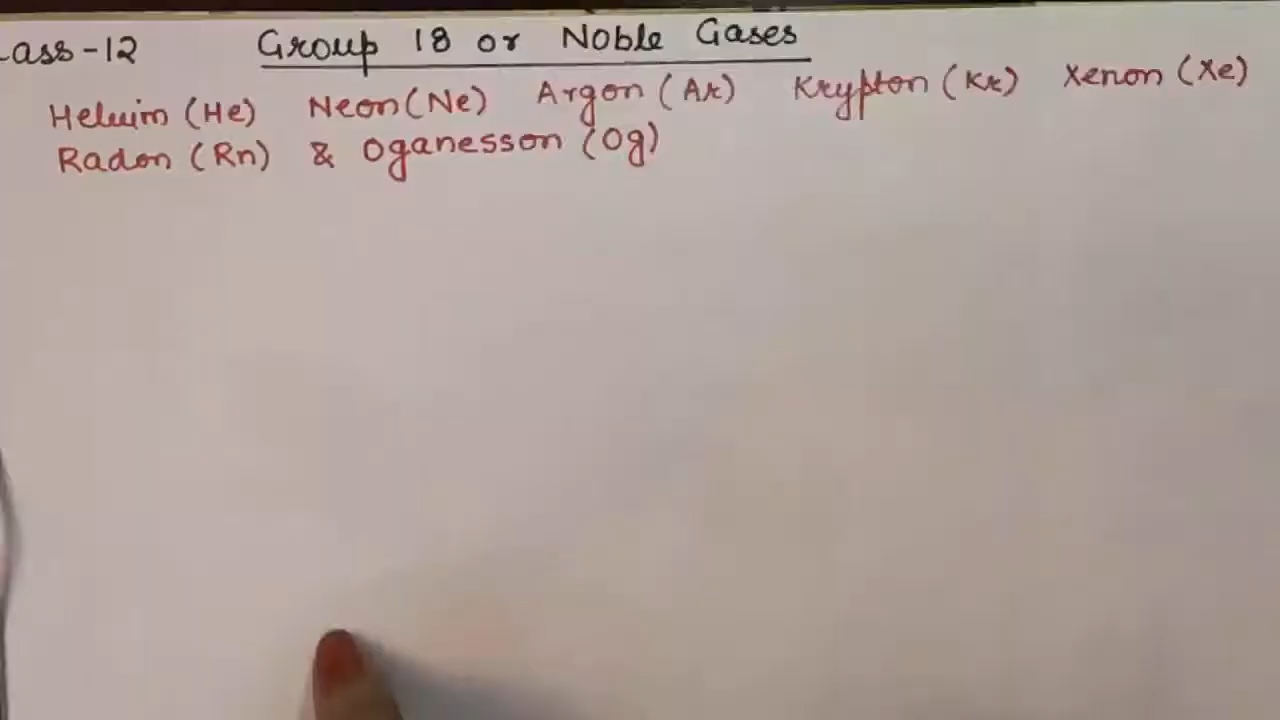 Lass-12 Group 18 or Noble Gases
Heluim (He) Neon (Ne) Argon (Ar) Krypton (Kr) Xenon (Xe)
Radon (Rn) & Oganesson (Og)